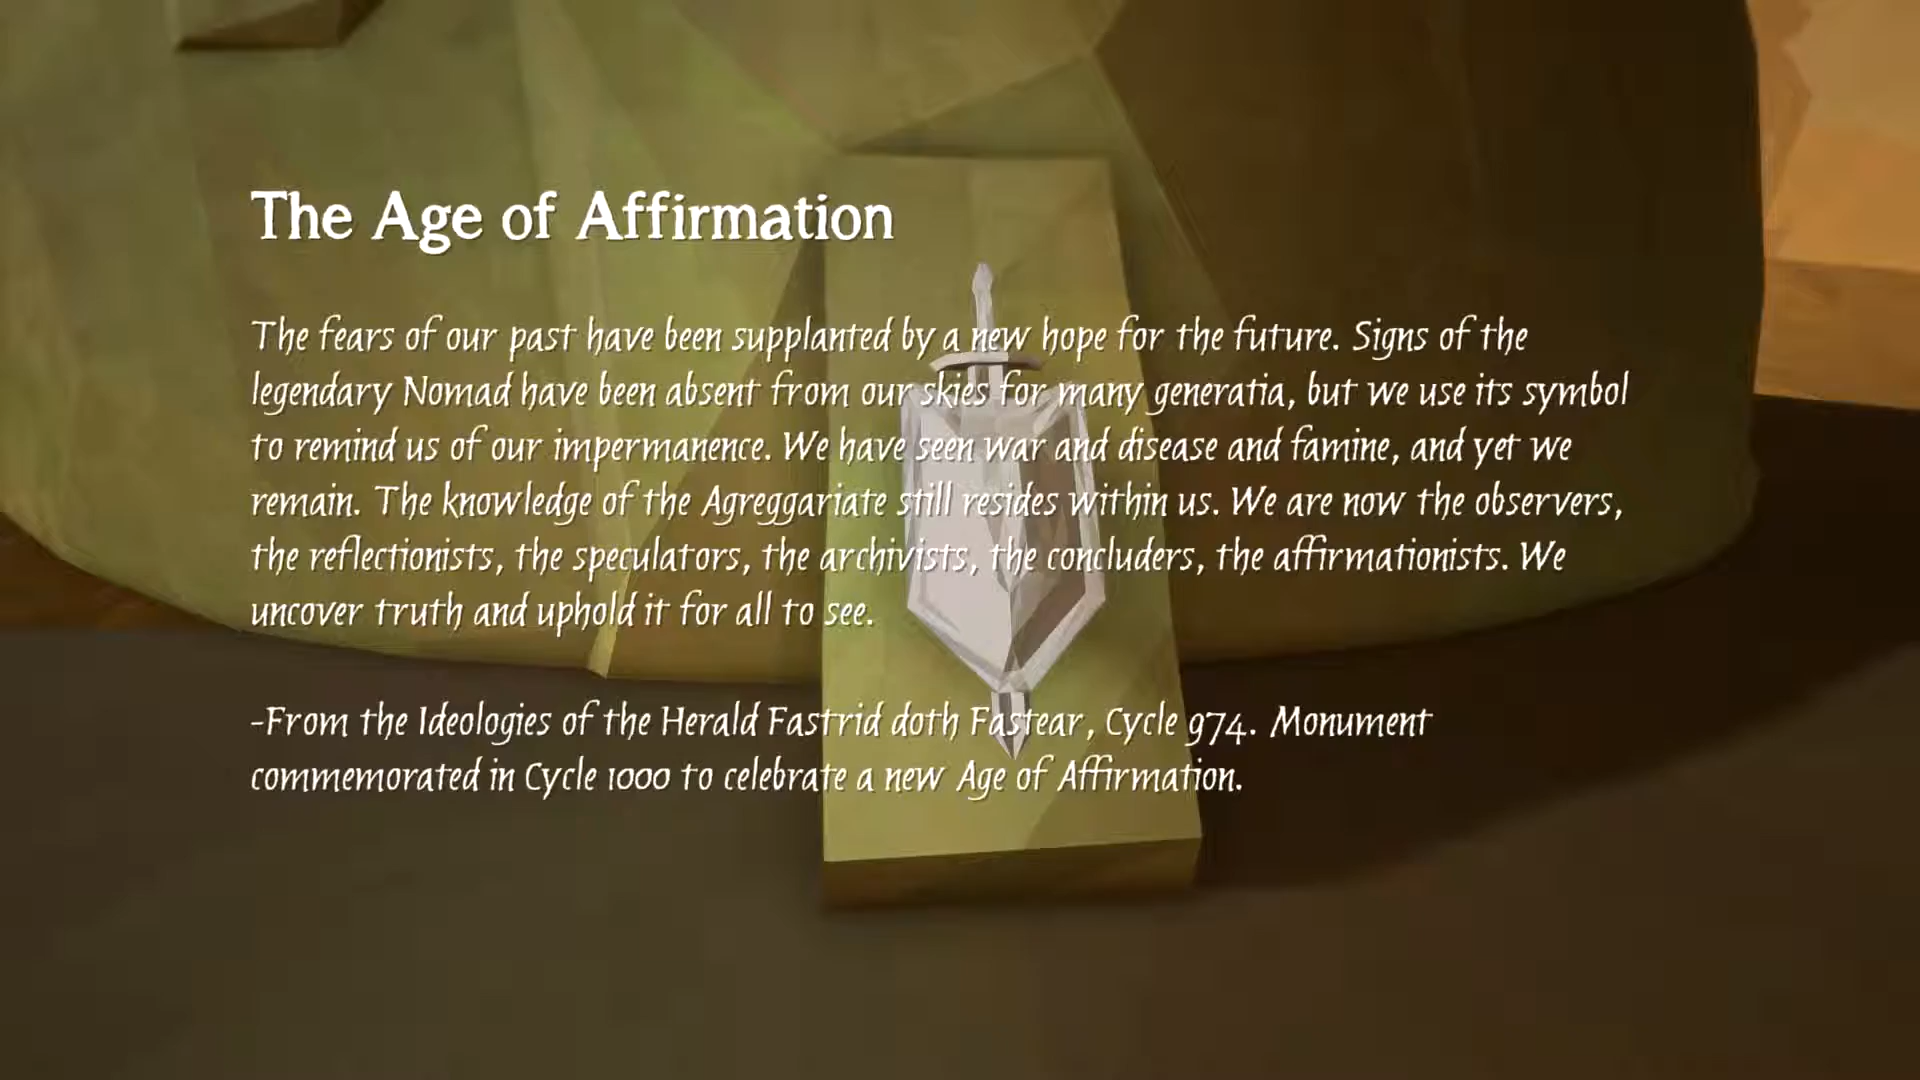 The Age of Affirmation
The fears of our past have been supplanted by a new hope for the future. Signs of the
legendary Nomad have been absent from our skies for many generatia, but we use its symbol
to remind us of our impermanence. We have seen war and disease and famine, and yet we
remain. The knowledge of the Agreggariate still resides within us. We are now the observers,
the reflectionists, the speculators, the archivists, the concluders, the affirmationists. We
uncover truth and uphold it for all to see.
-From the Ideologies of the Herald Fastrid doth Fastear, Cycle 974. Monument
commemorated in Cycle 1000 to celebrate a new Age of Affirmation.